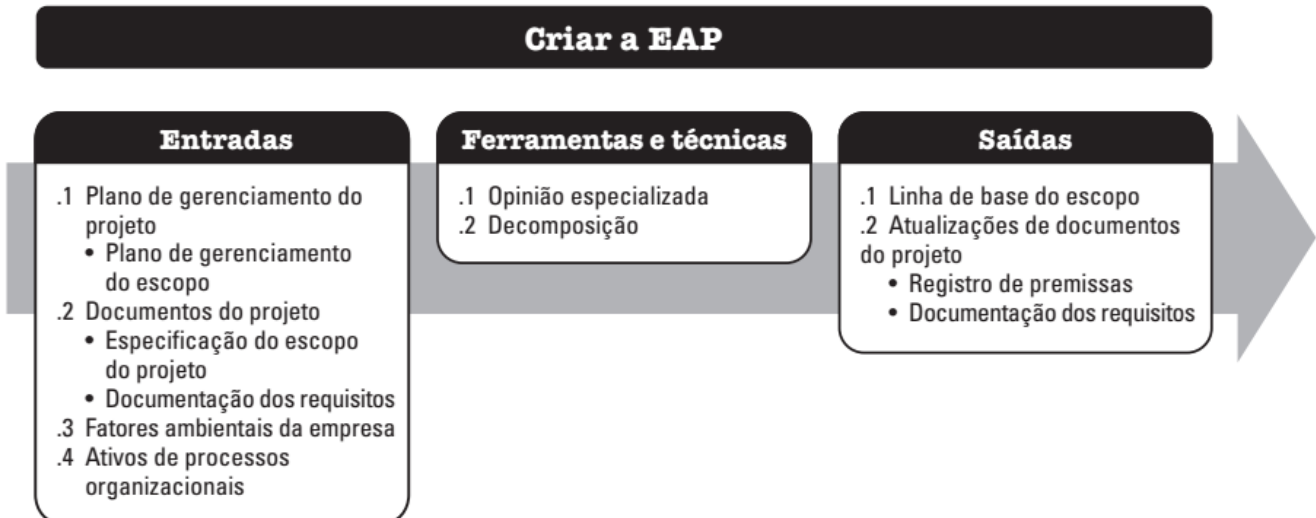 Criar a EAP
Entradas
.1 Plano de gerenciamento do
projeto
• Plano de gerenciamento
do escopo
.2 Documentos do projeto
• Especificação do escopo
do projeto
• Documentação dos requisitos
.3 Fatores ambientais da empresa
.4 Ativos de processos
organizacionais
Ferramentas e técnicas
.1 Opinião especializada
.2 Decomposição
Saídas
.1 Linha de base do escopo
.2 Atualizações de documentos
do projeto
• Registro de premissas
• Documentação dos requisitos